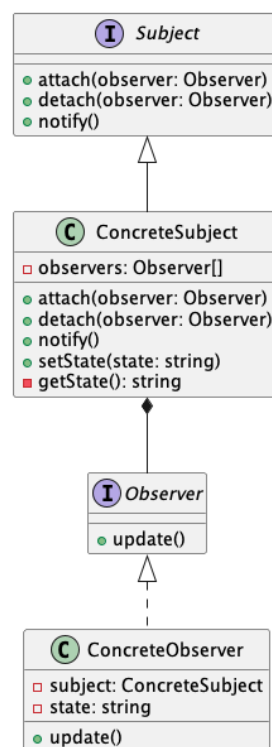 I Subject
attach(observer: Observer)
detach(observer: Observer)
notify()
C ConcreteSubject
observers: Observer[]
attach(observer: Observer)
detach(observer: Observer)
notify()
setState(state: string)
getState(): string
I Observer
update()
C ConcreteObserver
subject: ConcreteSubject
state: string
update()